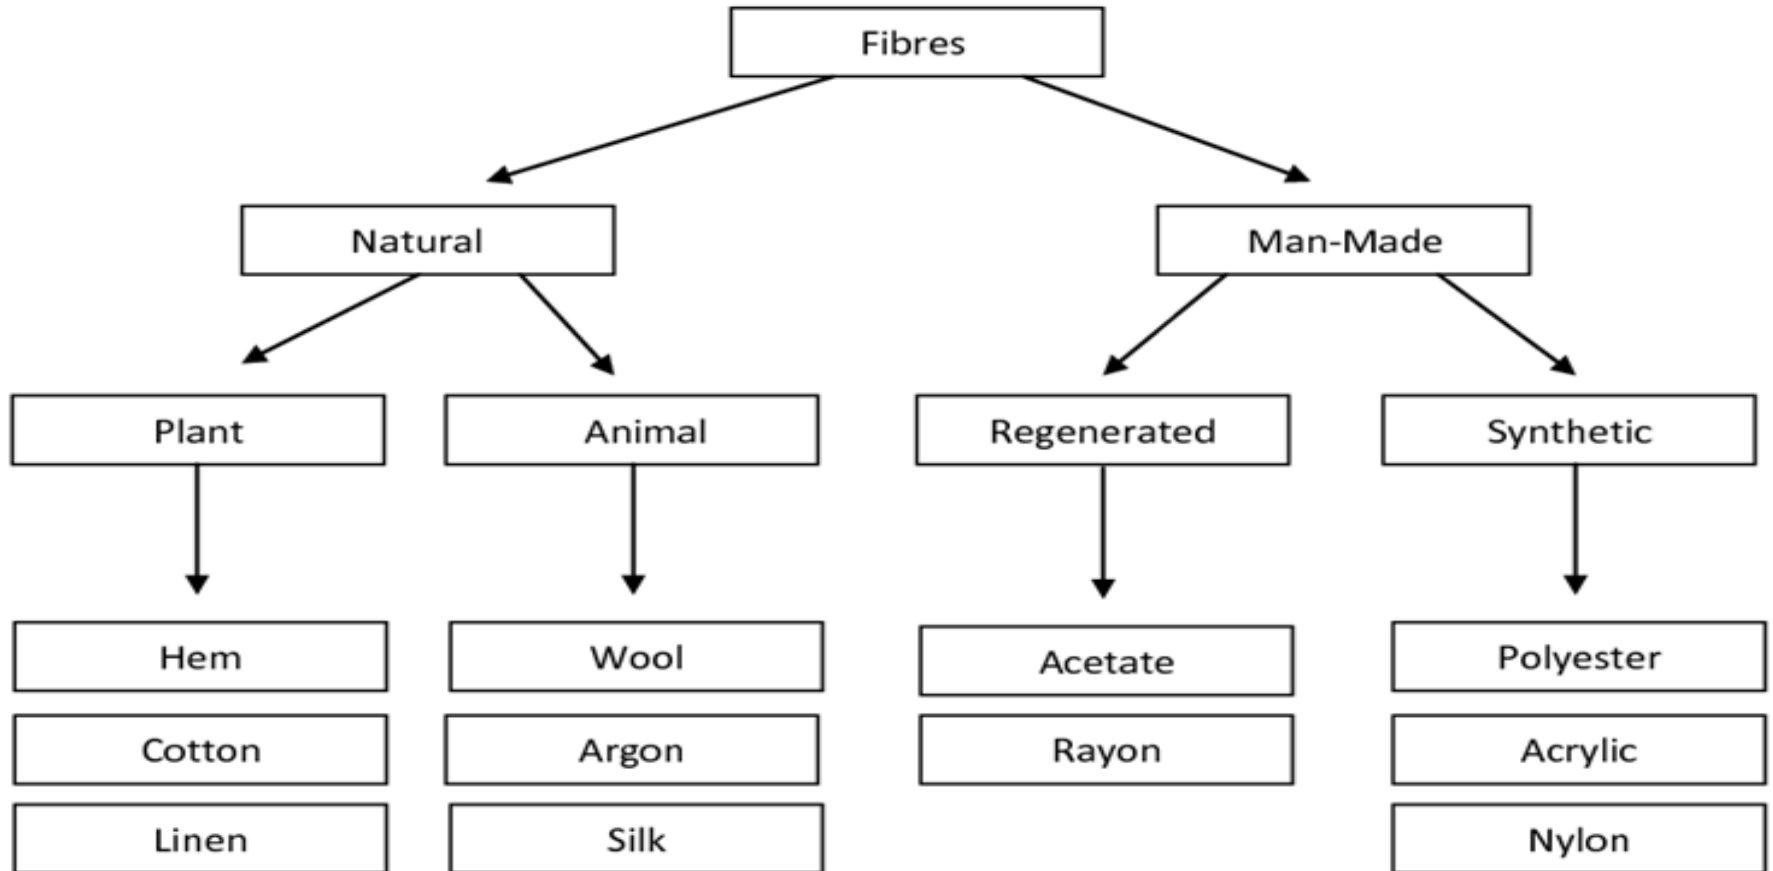 Fibres
Natural
Man-Made
Plant
Animal
Regenerated
Synthetic
Hem
Wool
Acetate
Polyester
Cotton
Argon
Rayon
Acrylic
Linen
Silk
Nylon